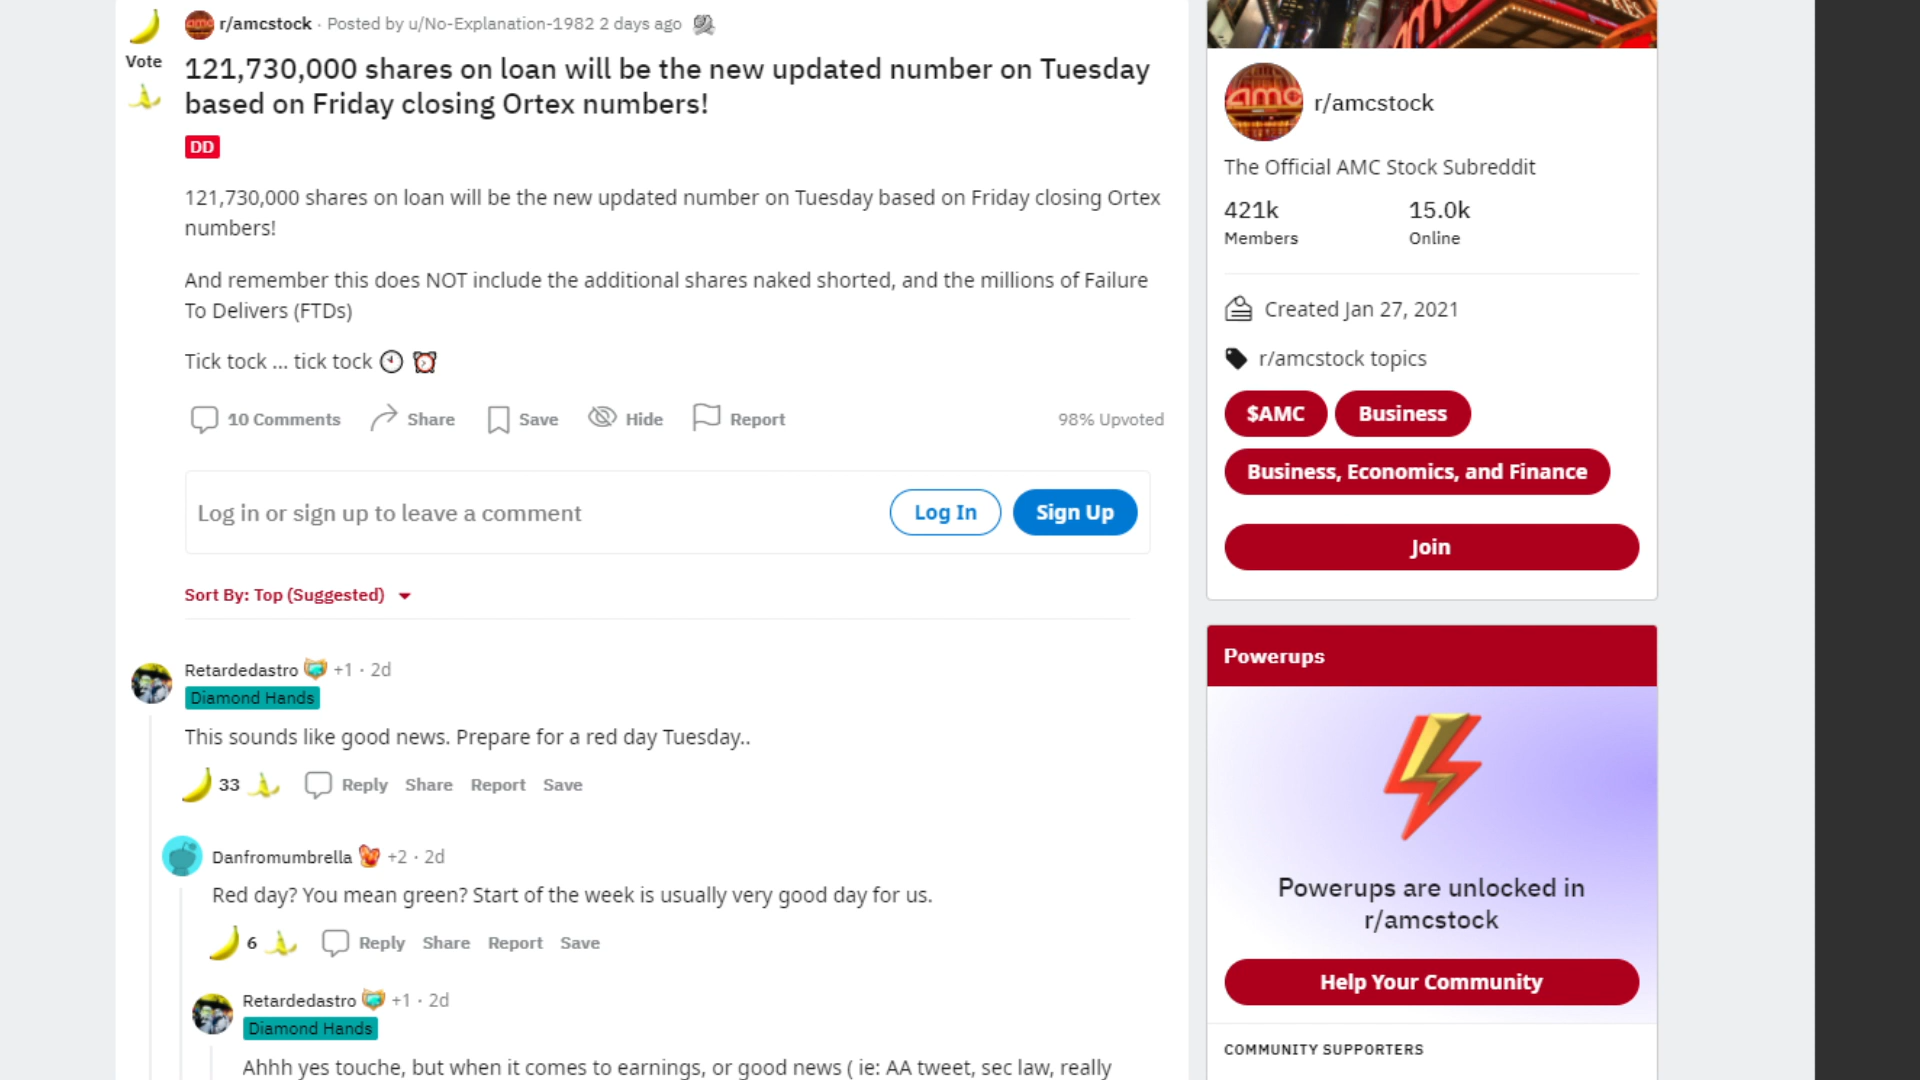 r/amcstock · Posted by u/No-Explanation-1982 2 days ago
Vote
121,730,000 shares on loan will be the new updated number on Tuesday
based on Friday closing Ortex numbers!
DD
121,730,000 shares on loan will be the new updated number on Tuesday based on Friday closing Ortex
numbers!
And remember this does NOT include the additional shares naked shorted, and the millions of Failure
To Delivers (FTDs)
Tick tock ... tick tock 🕙 ⏰
10 Comments Share Save Hide Report 98% Upvoted
Log in or sign up to leave a comment Log In Sign Up
Sort By: Top (Suggested)
Retardedastro +1 · 2d
Diamond Hands
This sounds like good news. Prepare for a red day Tuesday..
33 Reply Share Report Save
Danfromumbrella +2 · 2d
Red day? You mean green? Start of the week is usually very good day for us.
6 Reply Share Report Save
Retardedastro +1 · 2d
Diamond Hands
Ahhh yes touche, but when it comes to earnings, or good news ( ie: AA tweet, sec law, really
amc
r/amcstock
The Official AMC Stock Subreddit
421k 15.0k
Members Online
Created Jan 27, 2021
r/amcstock topics
$AMC Business
Business, Economics, and Finance
Join
Powerups
Powerups are unlocked in
r/amcstock
Help Your Community
COMMUNITY SUPPORTERS